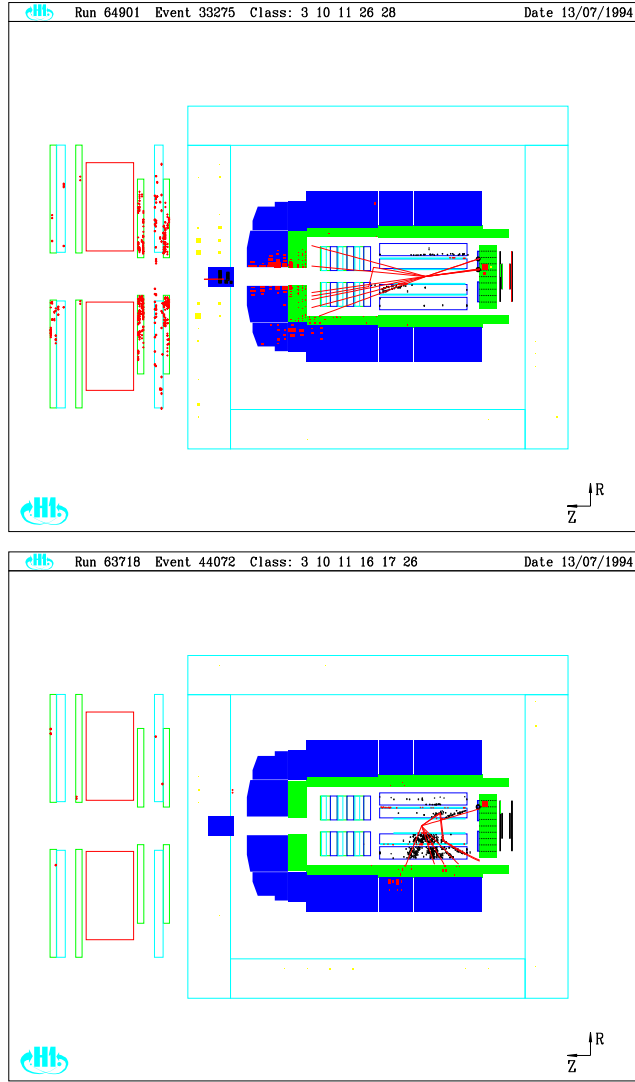 H1 Run 64901 Event 33275 Class: 3 10 11 26 28 Date 13/07/1994
R
Z
H1
H1 Run 63718 Event 44072 Class: 3 10 11 16 17 26 Date 13/07/1994
R
Z
H1